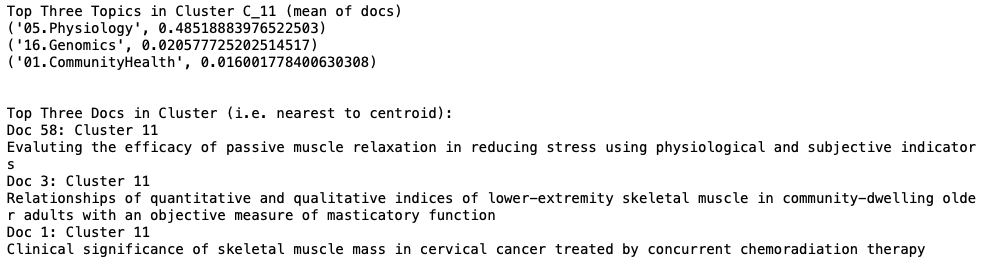 Top Three Topics in Cluster C_11 (mean of docs)
('05.Physiology', 0.48518883976522503)
('16.Genomics', 0.020577725202514517)
('01.CommunityHealth', 0.016001778400630308)
Top Three Docs in Cluster (i.e. nearest to centroid):
Doc 58: Cluster 11
Evaluting the efficacy of passive muscle relaxation in reducing stress using physiological and subjective indicator
s
Doc 3: Cluster 11
Relationships of quantitative and qualitative indices of lower-extremity skeletal muscle in community-dwelling olde
r adults with an objective measure of masticatory function
Doc 1: Cluster 11
Clinical significance of skeletal muscle mass in cervical cancer treated by concurrent chemoradiation therapy